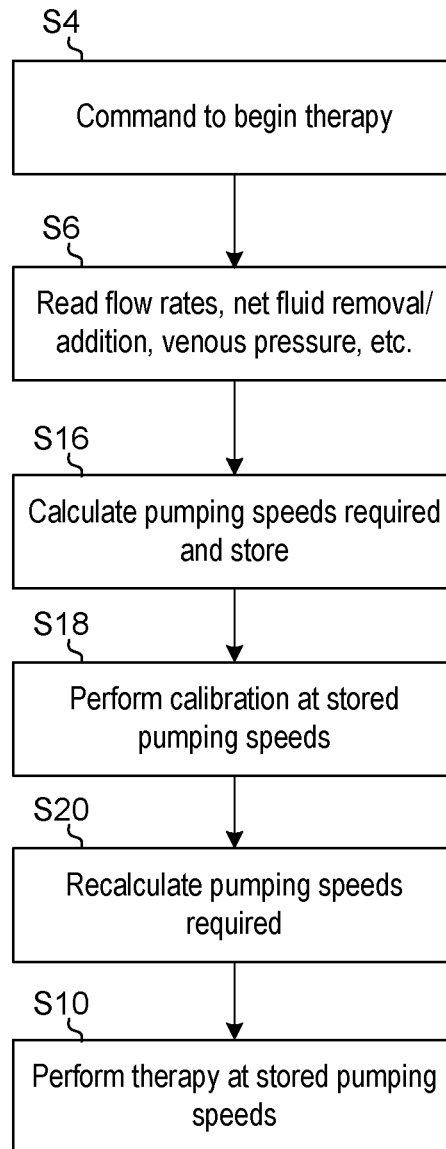 S4
Command to begin therapy
S6
Read flow rates, net fluid removal/
addition, venous pressure, etc.
S16
Calculate pumping speeds required
and store
S18
Perform calibration at stored
pumping speeds
S20
Recalculate pumping speeds
required
S10
Perform therapy at stored pumping
speeds